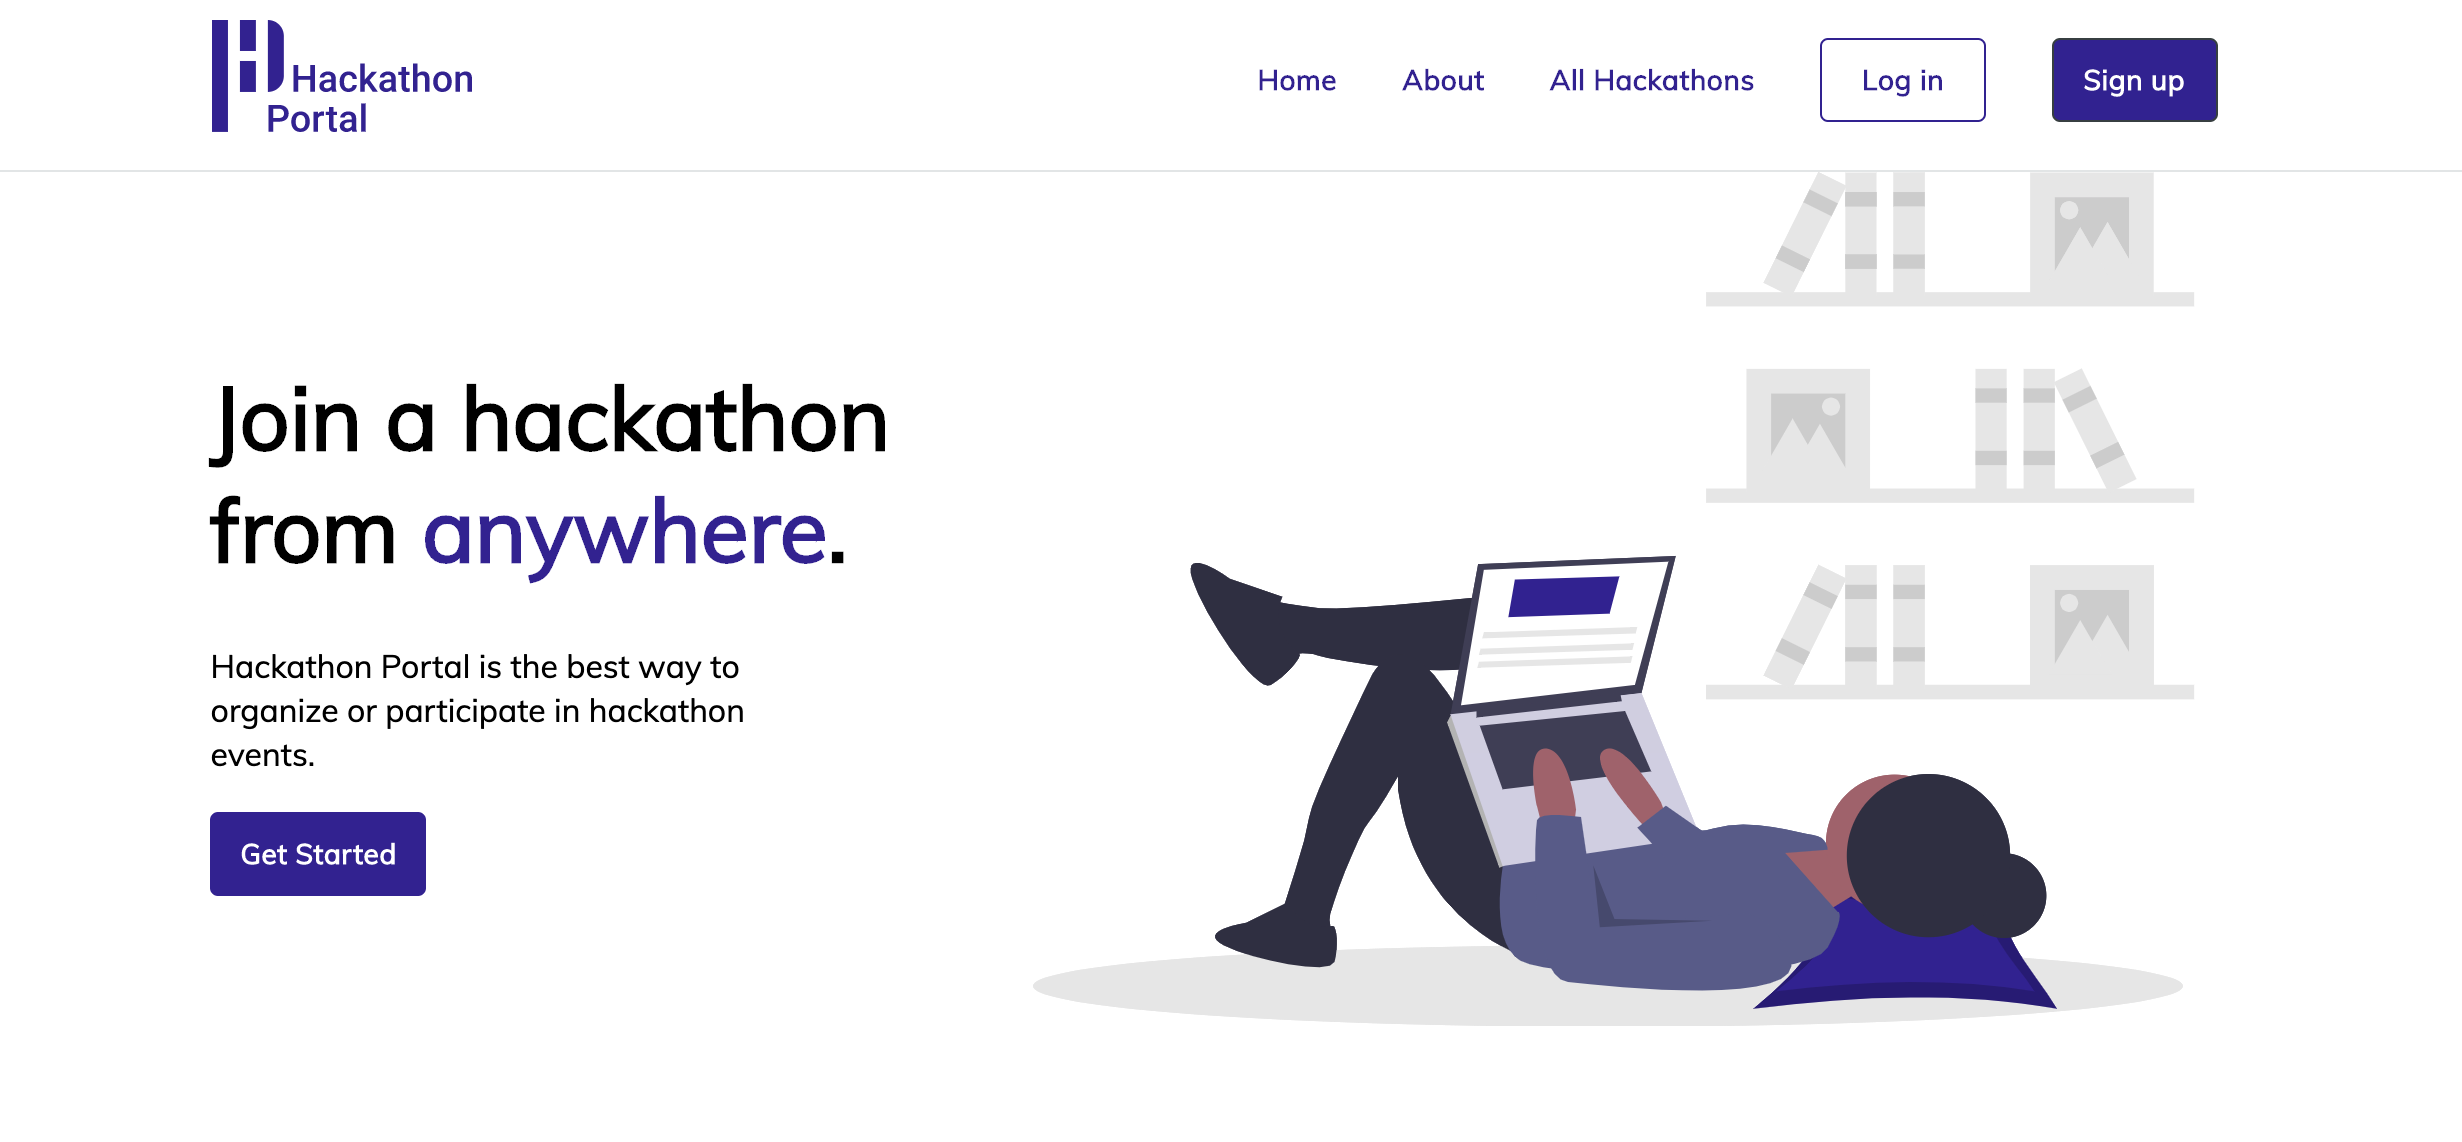 Hackathon
Portal
Home
About
All Hackathons
Log in
Sign up
Join a hackathon
from anywhere.
Hackathon Portal is the best way to
organize or participate in hackathon
events.
Get Started